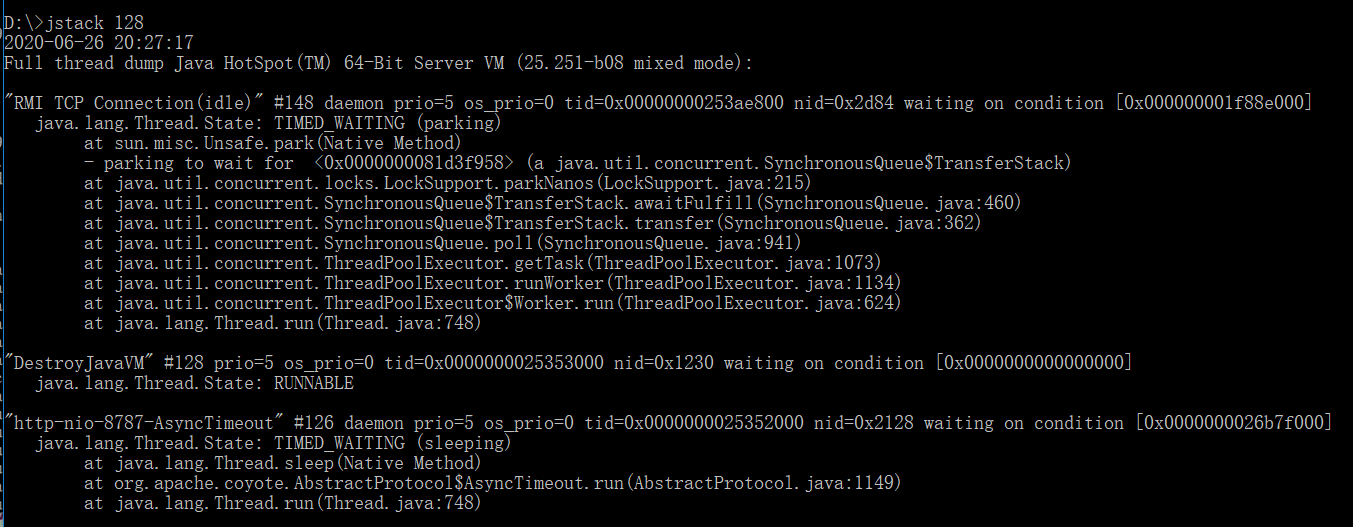 D:\>jstack 128
2020-06-26 20:27:17
Full thread dump Java HotSpot(TM) 64-Bit Server VM (25.251-b08 mixed mode):
"RMI TCP Connection(idle)" #148 daemon prio=5 os_prio=0 tid=0x00000000253ae800 nid=0x2d84 waiting on condition [0x000000001f88e000]
java.lang.Thread.State: TIMED_WAITING (parking)
at sun.misc.Unsafe.park(Native Method)
- parking to wait for  <0x0000000081d3f958> (a java.util.concurrent.SynchronousQueue$TransferStack)
at java.util.concurrent.locks.LockSupport.parkNanos(LockSupport.java:215)
at java.util.concurrent.SynchronousQueue$TransferStack.awaitFulfill(SynchronousQueue.java:460)
at java.util.concurrent.SynchronousQueue$TransferStack.transfer(SynchronousQueue.java:362)
at java.util.concurrent.SynchronousQueue.poll(SynchronousQueue.java:941)
at java.util.concurrent.ThreadPoolExecutor.getTask(ThreadPoolExecutor.java:1073)
at java.util.concurrent.ThreadPoolExecutor.runWorker(ThreadPoolExecutor.java:1134)
at java.util.concurrent.ThreadPoolExecutor$Worker.run(ThreadPoolExecutor.java:624)
at java.lang.Thread.run(Thread.java:748)
"DestroyJavaVM" #128 prio=5 os_prio=0 tid=0x0000000025353000 nid=0x1230 waiting on condition [0x0000000000000000]
java.lang.Thread.State: RUNNABLE
"http-nio-8787-AsyncTimeout" #126 daemon prio=5 os_prio=0 tid=0x0000000025352000 nid=0x2128 waiting on condition [0x0000000026b7f000]
java.lang.Thread.State: TIMED_WAITING (sleeping)
at java.lang.Thread.sleep(Native Method)
at org.apache.coyote.AbstractProtocol$AsyncTimeout.run(AbstractProtocol.java:1149)
at java.lang.Thread.run(Thread.java:748)